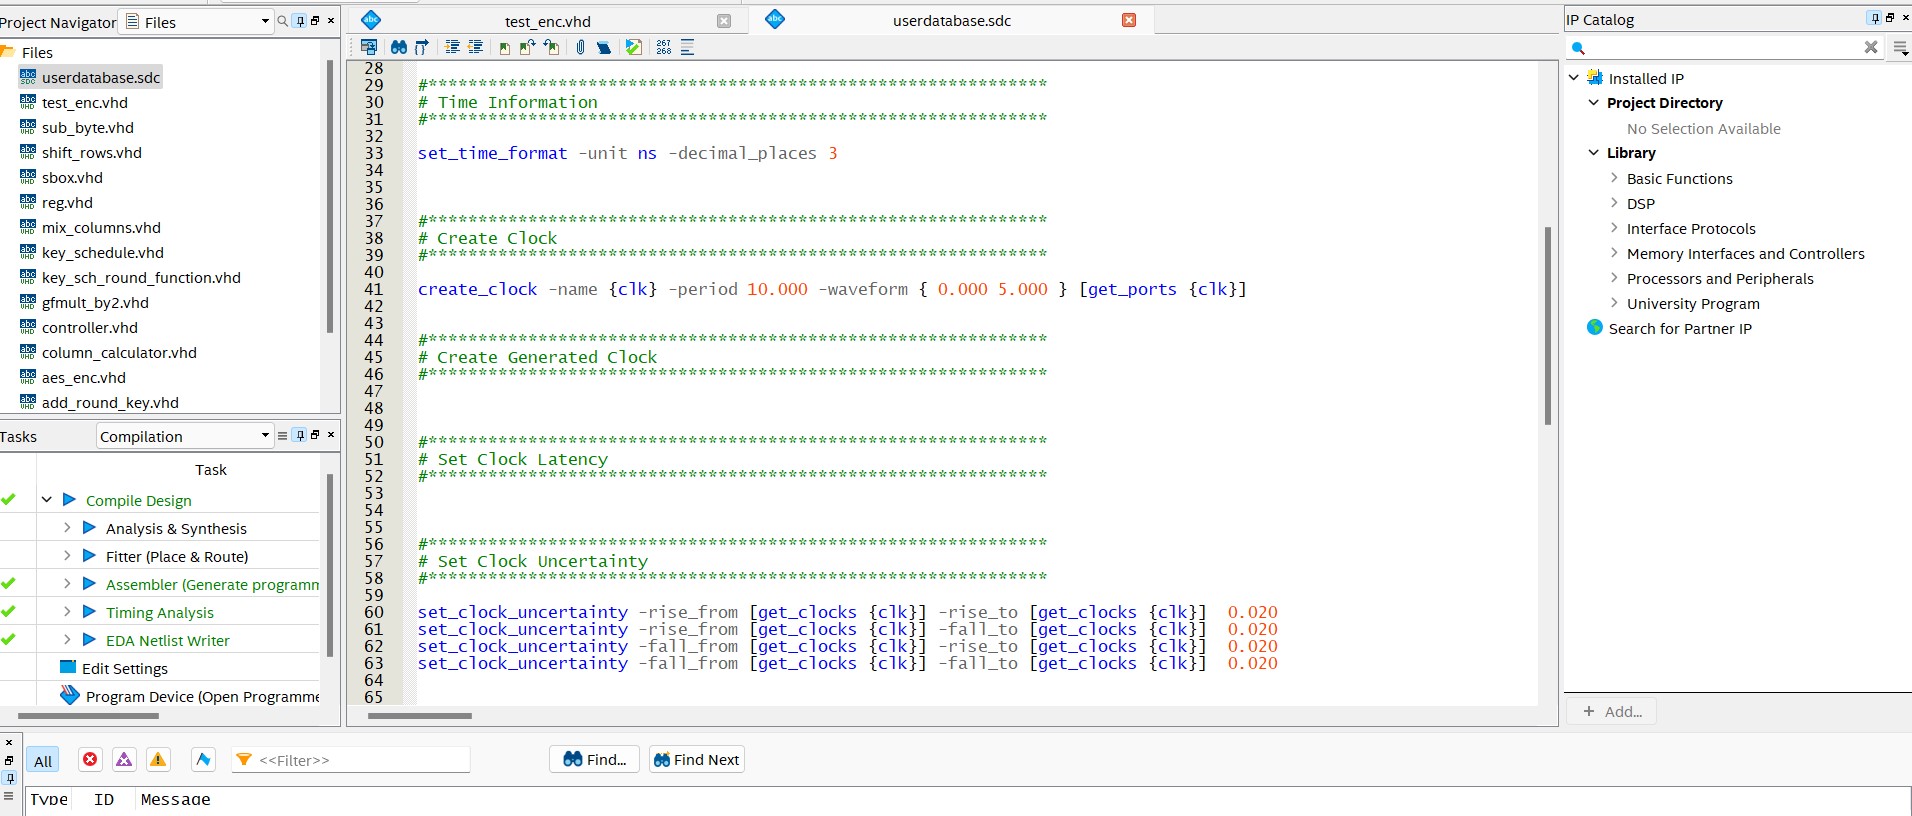 Project Navigator Files
Files
userdatabase.sdc
test_enc.vhd
sub_byte.vhd
shift_rows.vhd
sbox.vhd
reg.vhd
mix_columns.vhd
key_schedule.vhd
key_sch_round_function.vhd
gfmult_by2.vhd
controller.vhd
column_calculator.vhd
aes_enc.vhd
add_round_key.vhd
Tasks Compilation
Task
Compile Design
Analysis & Synthesis
Fitter (Place & Route)
Assembler (Generate programm
Timing Analysis
EDA Netlist Writer
Edit Settings
Program Device (Open Programme
test_enc.vhd userdatabase.sdc
28
29 #**************************************************************
30 # Time Information
31 #**************************************************************
32
33 set_time_format -unit ns -decimal_places 3
34
35
36
37 #**************************************************************
38 # Create Clock
39 #**************************************************************
40
41 create_clock -name {clk} -period 10.000 -waveform { 0.000 5.000 } [get_ports {clk}]
42
43
44 #**************************************************************
45 # Create Generated Clock
46 #**************************************************************
47
48
49
50 #**************************************************************
51 # Set Clock Latency
52 #**************************************************************
53
54
55
56 #**************************************************************
57 # Set Clock Uncertainty
58 #**************************************************************
59
60 set_clock_uncertainty -rise_from [get_clocks {clk}] -rise_to [get_clocks {clk}]  0.020
61 set_clock_uncertainty -rise_from [get_clocks {clk}] -fall_to [get_clocks {clk}]  0.020
62 set_clock_uncertainty -fall_from [get_clocks {clk}] -rise_to [get_clocks {clk}]  0.020
63 set_clock_uncertainty -fall_from [get_clocks {clk}] -fall_to [get_clocks {clk}]  0.020
64
65
IP Catalog
Installed IP
Project Directory
No Selection Available
Library
Basic Functions
DSP
Interface Protocols
Memory Interfaces and Controllers
Processors and Peripherals
University Program
Search for Partner IP
+ Add...
All <<Filter>> Find... Find Next
Type ID Message